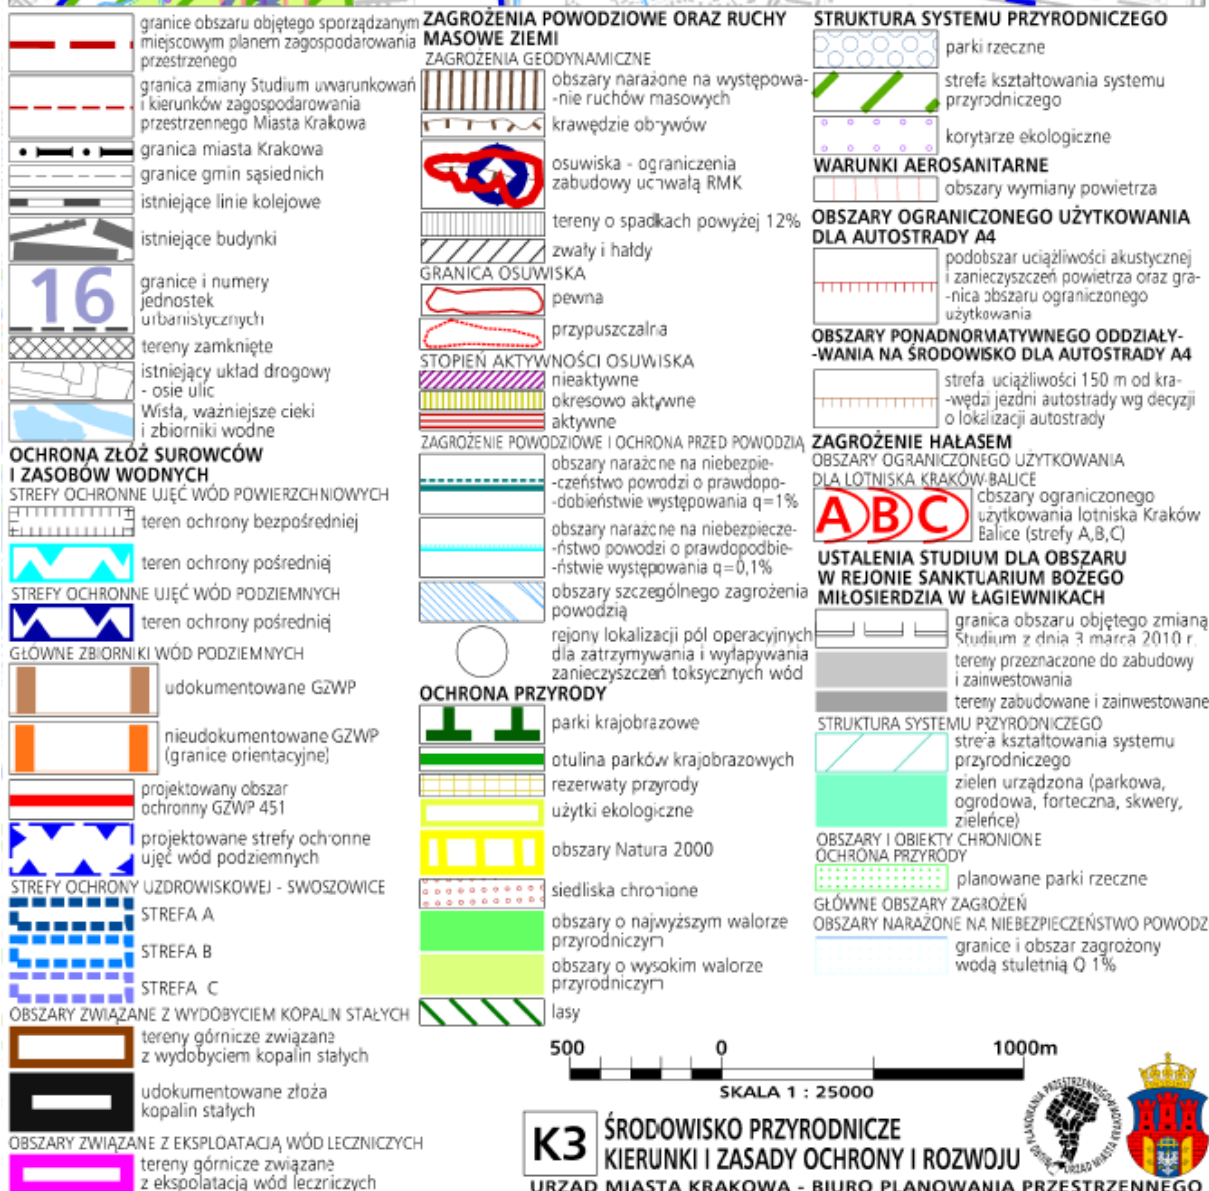 granice obszaru objętego sporządzanym
miejscowym planem zagospodarowania
przestrzenego
granica zmiany Studium uwarunkowań
i kierunków zagospodarowania
przestrzennego Miasta Krakowa
granica miasta Krakowa
granice gmin sąsiednich
istniejące linie kolejowe
istniejące budynki
16
granice i numery
jednostek
urbanistycznych
tereny zamknięte
istniejący układ drogowy
- osie ulic
Wisła, ważniejsze cieki
i zbiorniki wodne
OCHRONA ZŁÓŻ SUROWCÓW
I ZASOBÓW WODNYCH
STREFY OCHRONNE UJĘĆ WÓD POWIERZCHNIOWYCH
teren ochrony bezpośredniej
teren ochrony pośredniej
STREFY OCHRONNE UJĘĆ WÓD PODZIEMNYCH
teren ochrony pośredniej
GŁÓWNE ZBIORNIKI WÓD PODZIEMNYCH
udokumentowane GZWP
nieudokumentowane GZWP
(granice orientacyjne)
projektowany obszar
ochronny GZWP 451
projektowane strefy ochronne
ujęć wód podziemnych
STREFY OCHRONY UZDROWISKOWEJ - SWOSZOWICE
STREFA A
STREFA B
STREFA C
OBSZARY ZWIĄZANE Z WYDOBYCIEM KOPALIN STAŁYCH
tereny górnicze związane
z wydobyciem kopalin stałych
udokumentowane złoża
kopalin stałych
OBSZARY ZWIĄZANE Z EKSPLOATACJĄ WÓD LECZNICZYCH
tereny górnicze związane
z ekspolatacją wód leczniczych
ZAGROŻENIA POWODZIOWE ORAZ RUCHY
MASOWE ZIEMI
ZAGROŻENIA GEODYNAMICZNE
obszary narażone na występowa-
-nie ruchów masowych
krawędzie obrywów
osuwiska - ograniczenia
zabudowy uchwałą RMK
tereny o spadkach powyżej 12%
zwały i hałdy
GRANICA OSUWISKA
pewna
przypuszczalna
STOPIEŃ AKTYWNOŚCI OSUWISKA
nieaktywne
okresowo aktywne
aktywne
ZAGROŻENIE POWODZIOWE I OCHRONA PRZED POWODZIĄ
obszary narażone na niebezpie-
-czeństwo powodzi o prawdopo-
-dobieństwie występowania q=1%
obszary narażone na niebezpiecze-
-ństwo powodzi o prawdopodbie-
-ństwie występowania q=0,1%
obszary szczególnego zagrożenia
powodzią
rejony lokalizacji pól operacyjnych
dla zatrzymywania i wyłapywania
zanieczyszczeń toksycznych wód
OCHRONA PRZYRODY
parki krajobrazowe
otulina parków krajobrazowych
rezerwaty przyrody
użytki ekologiczne
obszary Natura 2000
siedliska chronione
obszary o najwyższym walorze
przyrodniczym
obszary o wysokim walorze
przyrodniczym
lasy
STRUKTURA SYSTEMU PRZYRODNICZEGO
parki rzeczne
strefa kształtowania systemu
przyrodniczego
korytarze ekologiczne
WARUNKI AEROSANITARNE
obszary wymiany powietrza
OBSZARY OGRANICZONEGO UŻYTKOWANIA
DLA AUTOSTRADY A4
podobszar uciążliwości akustycznej
i zanieczyszczeń powietrza oraz gra-
-nica obszaru ograniczonego
użytkowania
OBSZARY PONADNORMATYWNEGO ODDZIAŁY-
-WANIA NA ŚRODOWISKO DLA AUTOSTRADY A4
strefa uciążliwości 150 m od kra-
-wędzi jezdni autostrady wg decyzji
o lokalizacji autostrady
ZAGROŻENIE HAŁASEM
OBSZARY OGRANICZONEGO UŻYTKOWANIA
DLA LOTNISKA KRAKÓW-BALICE
A B C
obszary ograniczonego
użytkowania lotniska Kraków
Balice (strefy A,B,C)
USTALENIA STUDIUM DLA OBSZARU
W REJONIE SANKTUARIUM BOŻEGO
MIŁOSIERDZIA W ŁAGIEWNIKACH
granica obszaru objętego zmianą
Studium z dnia 3 marca 2010 r.
tereny przeznaczone do zabudowy
i zainwestowania
tereny zabudowane i zainwestowane
STRUKTURA SYSTEMU PRZYRODNICZEGO
strefa kształtowania systemu
przyrodniczego
zieleń urządzona (parkowa,
ogrodowa, forteczna, skwery,
zieleńce)
OBSZARY I OBIEKTY CHRONIONE
OCHRONA PRZYRODY
planowane parki rzeczne
GŁÓWNE OBSZARY ZAGROŻEŃ
OBSZARY NARAŻONE NA NIEBEZPIECZEŃSTWO POWODZ
granice i obszar zagrożony
wodą stuletnią Q 1%
500 0 1000m
SKALA 1 : 25000
K3
ŚRODOWISKO PRZYRODNICZE
KIERUNKI I ZASADY OCHRONY I ROZWOJU
URZĄD MIASTA KRAKOWA - BIURO PLANOWANIA PRZESTRZENNEGO